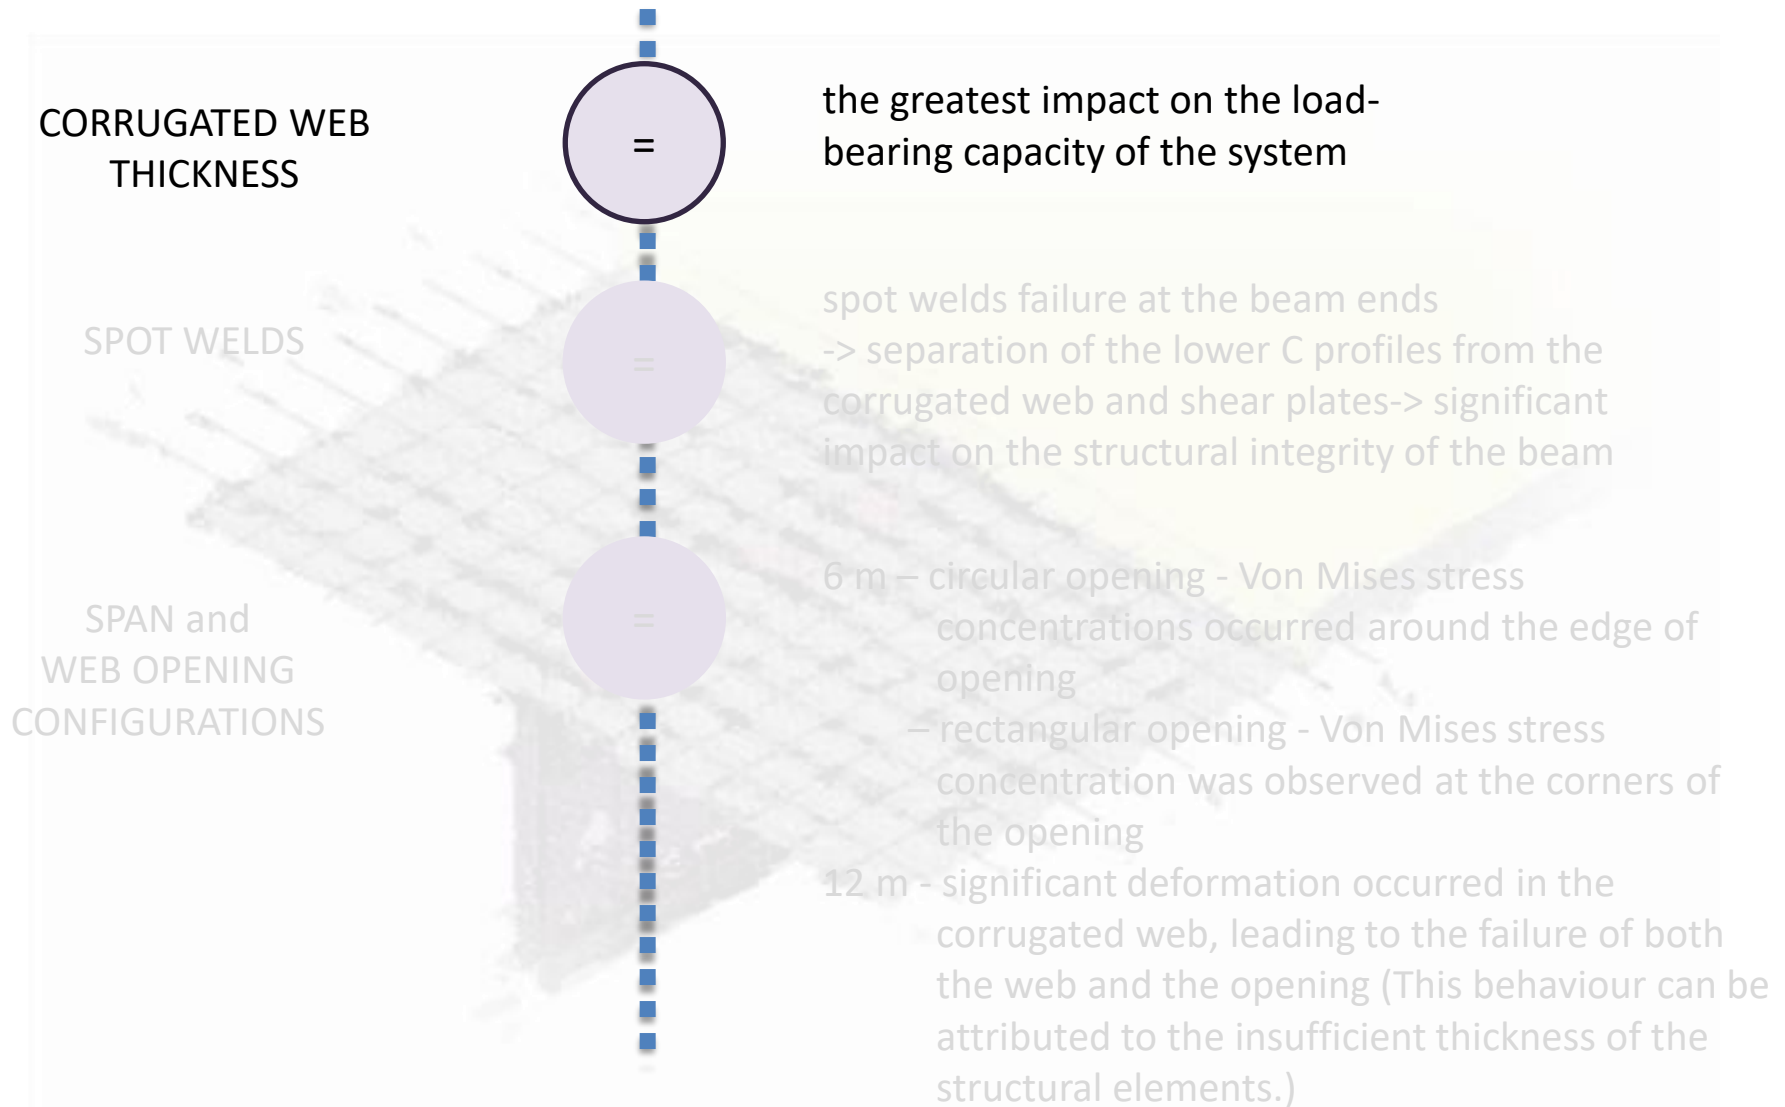 CORRUGATED WEB
THICKNESS
=
the greatest impact on the load-
bearing capacity of the system
SPOT WELDS
=
spot welds failure at the beam ends
-> separation of the lower C profiles from the
corrugated web and shear plates-> significant
impact on the structural integrity of the beam
SPAN and
WEB OPENING
CONFIGURATIONS
=
6 m – circular opening - Von Mises stress
concentrations occurred around the edge of
opening
– rectangular opening - Von Mises stress
concentration was observed at the corners of
the opening
12 m - significant deformation occurred in the
corrugated web, leading to the failure of both
the web and the opening (This behaviour can be
attributed to the insufficient thickness of the
structural elements.)